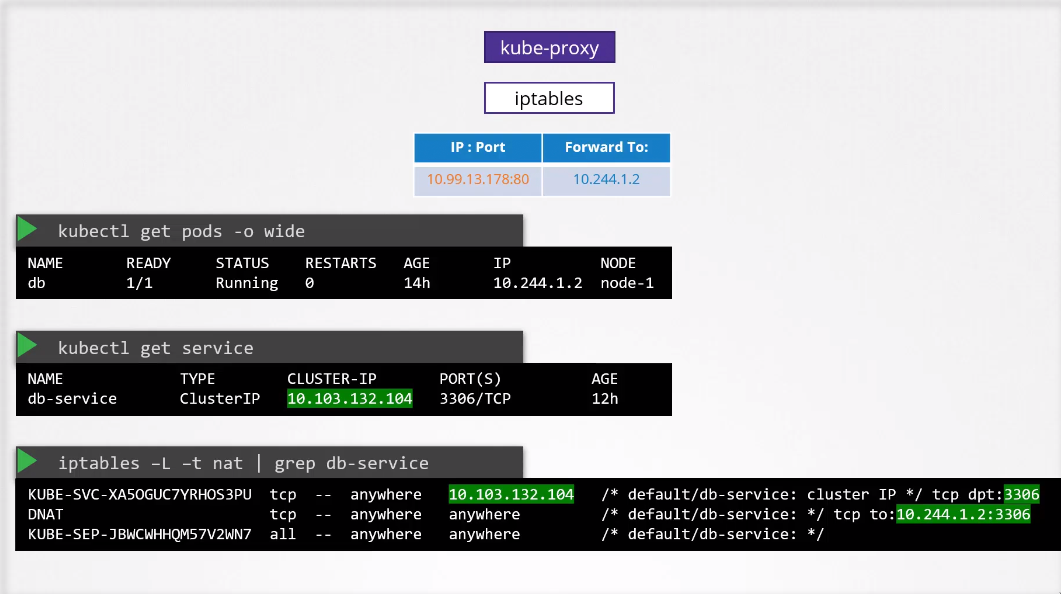 kube-proxy
iptables
IP : Port Forward To:
10.99.13.178:80 10.244.1.2
kubectl get pods -o wide
NAME READY STATUS RESTARTS AGE IP NODE
db 1/1 Running 0 14h 10.244.1.2 node-1
kubectl get service
NAME TYPE CLUSTER-IP PORT(S) AGE
db-service ClusterIP 10.103.132.104 3306/TCP 12h
iptables –L –t nat | grep db-service
KUBE-SVC-XA5OGUC7YRHOS3PU tcp -- anywhere 10.103.132.104 /* default/db-service: cluster IP */ tcp dpt:3306
DNAT tcp -- anywhere anywhere /* default/db-service: */ tcp to:10.244.1.2:3306
KUBE-SEP-JBWCWHHQM57V2WN7 all -- anywhere anywhere /* default/db-service: */